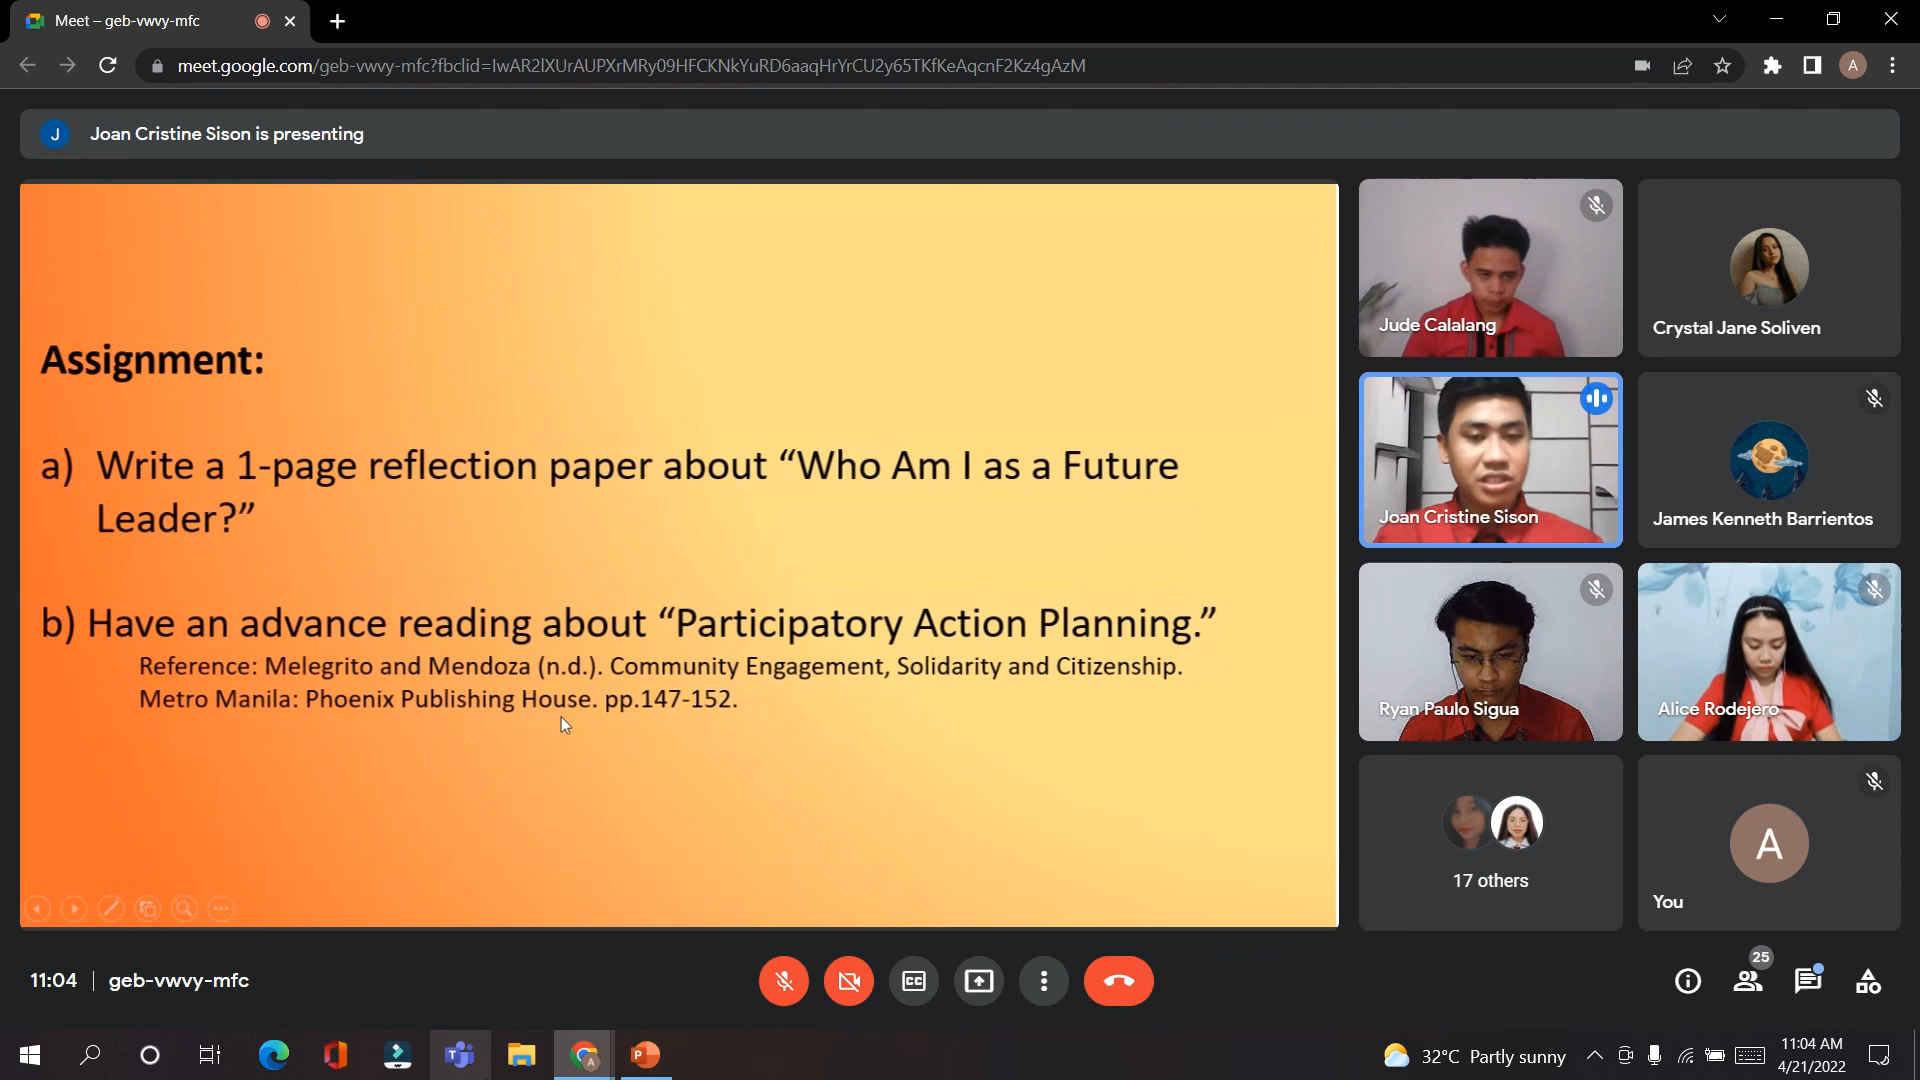 Meet – geb-vwvy-mfc
meet.google.com/geb-vwvy-mfc?fbclid=IwAR2lXUrAUPXrMRy09HFCKNkYuRD6aaqHrYrCU2y65TKfKeAqcnF2Kz4gAzM
A
J
Joan Cristine Sison is presenting
Assignment:
a) Write a 1-page reflection paper about “Who Am I as a Future
Leader?”
b) Have an advance reading about “Participatory Action Planning.”
Reference: Melegrito and Mendoza (n.d.). Community Engagement, Solidarity and Citizenship.
Metro Manila: Phoenix Publishing House. pp.147-152.
Jude Calalang
Crystal Jane Soliven
Joan Cristine Sison
James Kenneth Barrientos
Ryan Paulo Sigua
Alice Rodejero
17 others
A
You
11:04 | geb-vwvy-mfc
CC
25
32°C Partly sunny
11:04 AM
4/21/2022